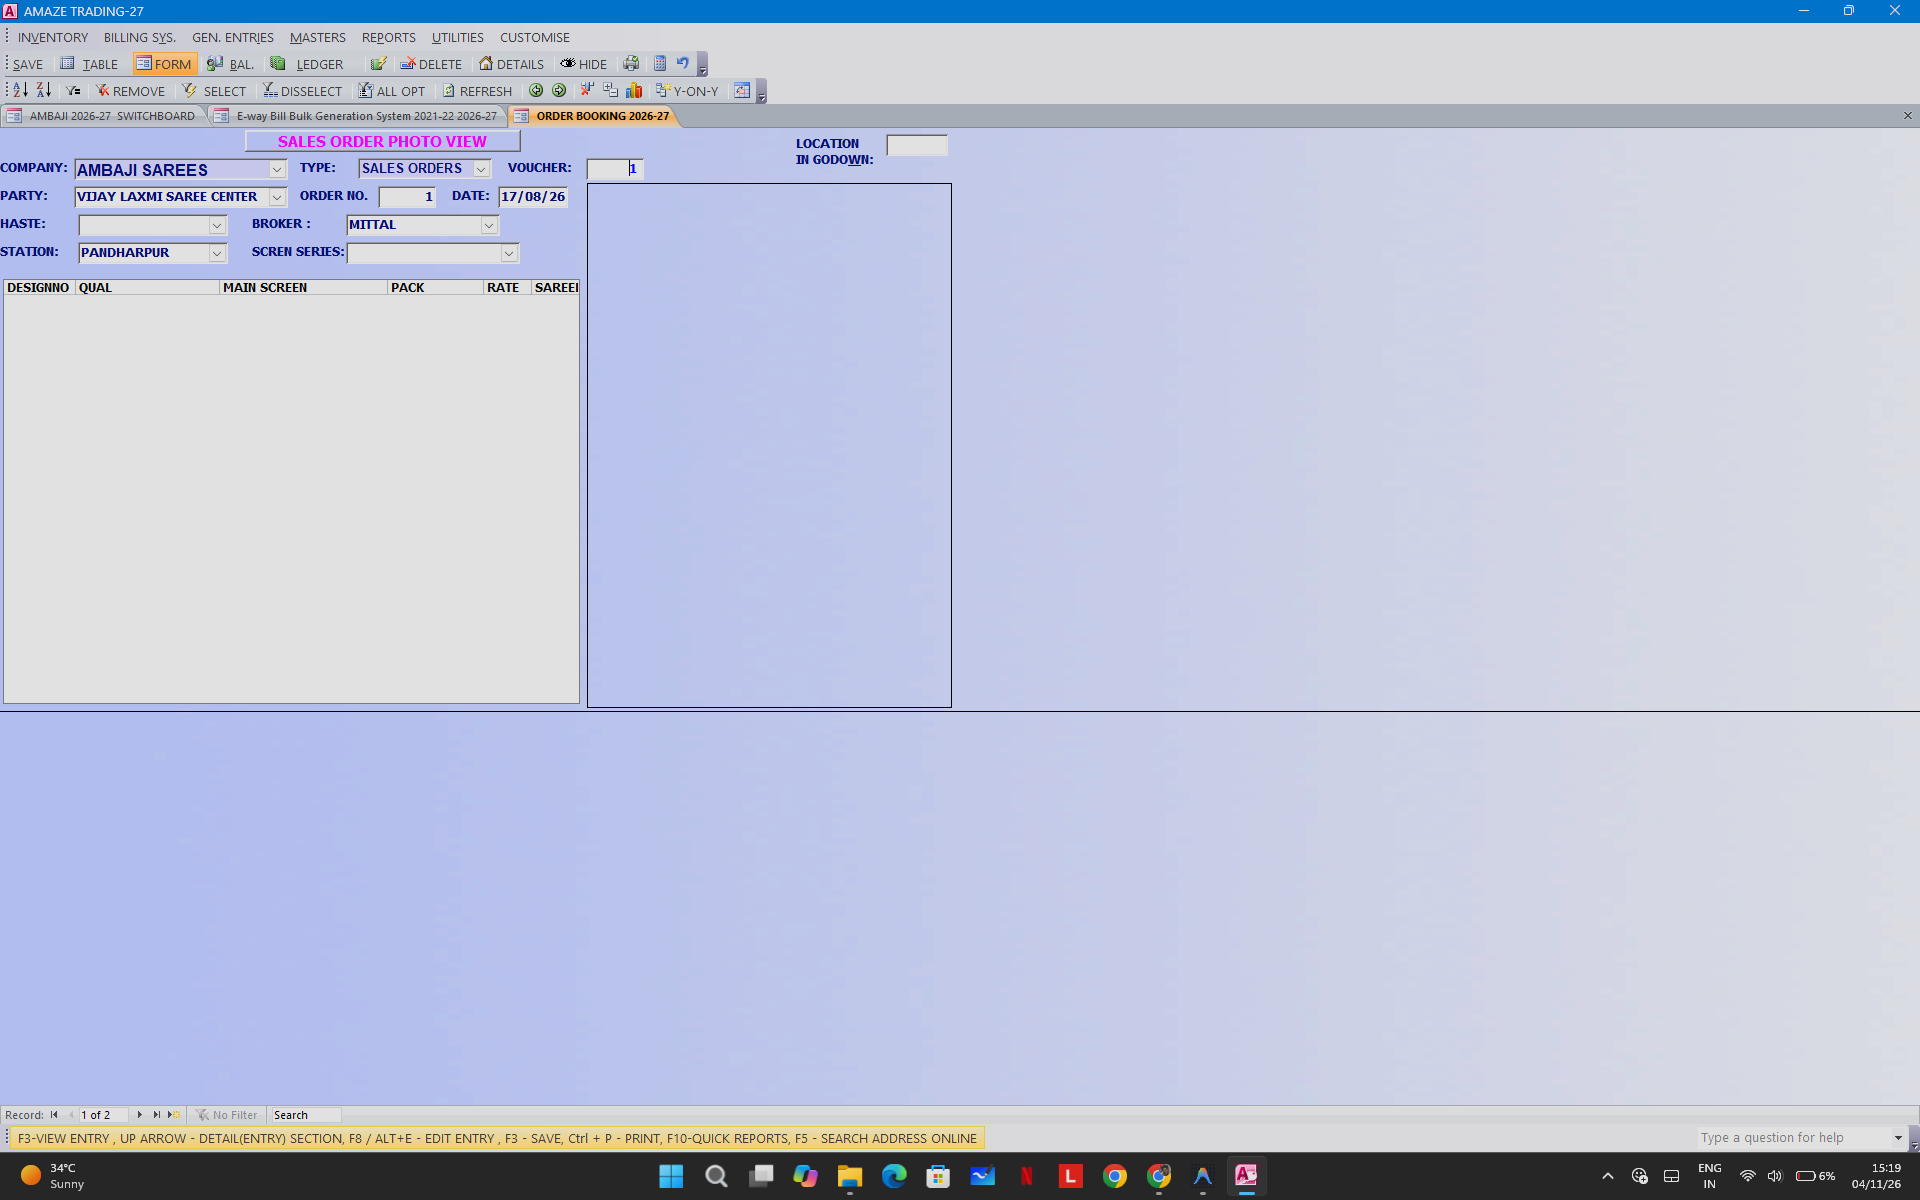 AMAZE TRADING-27
INVENTORY BILLING SYS. GEN. ENTRIES MASTERS REPORTS UTILITIES CUSTOMISE
SAVE TABLE FORM BAL. LEDGER DELETE DETAILS HIDE
REMOVE SELECT DISSELECT ALL OPT REFRESH Y-ON-Y
AMBAJI 2026-27 SWITCHBOARD E-way Bill Bulk Generation System 2021-22 2026-27 ORDER BOOKING 2026-27
SALES ORDER PHOTO VIEW
LOCATION
IN GODOWN:
COMPANY: AMBAJI SAREES TYPE: SALES ORDERS VOUCHER: 1
PARTY: VIJAY LAXMI SAREE CENTER ORDER NO. 1 DATE: 17/08/26
HASTE: BROKER : MITTAL
STATION: PANDHARPUR SCREN SERIES:
DESIGNNO QUAL MAIN SCREEN PACK RATE SAREEI
Record: 1 of 2 No Filter Search
F3-VIEW ENTRY , UP ARROW - DETAIL(ENTRY) SECTION, F8 / ALT+E - EDIT ENTRY , F3 - SAVE, Ctrl + P - PRINT, F10-QUICK REPORTS, F5 - SEARCH ADDRESS ONLINE
Type a question for help
34°C
Sunny
ENG
IN
6%
15:19
04/11/26